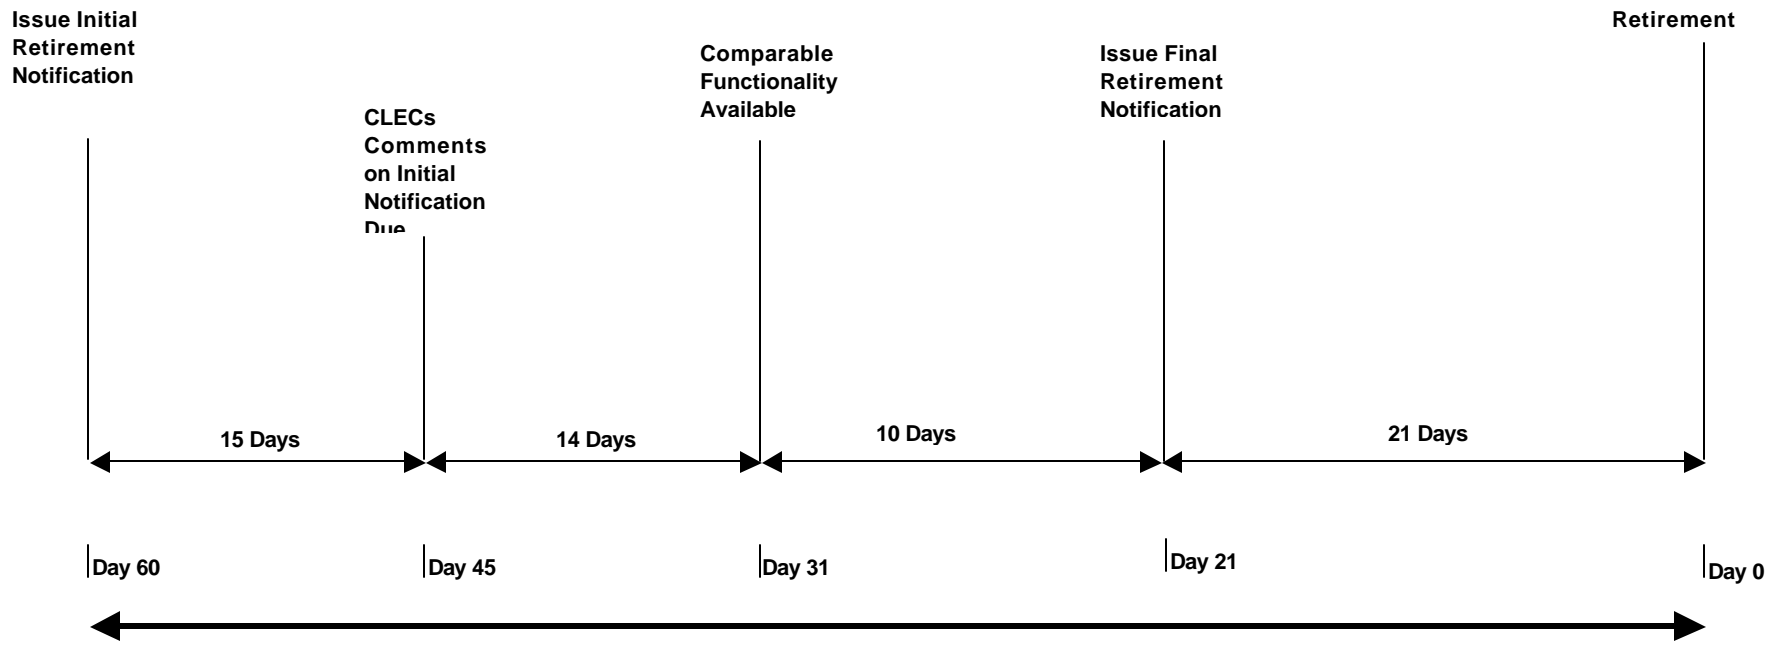 Issue Initial
Retirement
Notification
CLECs
Comments
on Initial
Notification
Due
Comparable
Functionality
Available
Issue Final
Retirement
Notification
Retirement
15 Days
14 Days
10 Days
21 Days
Day 60
Day 45
Day 31
Day 21
Day 0